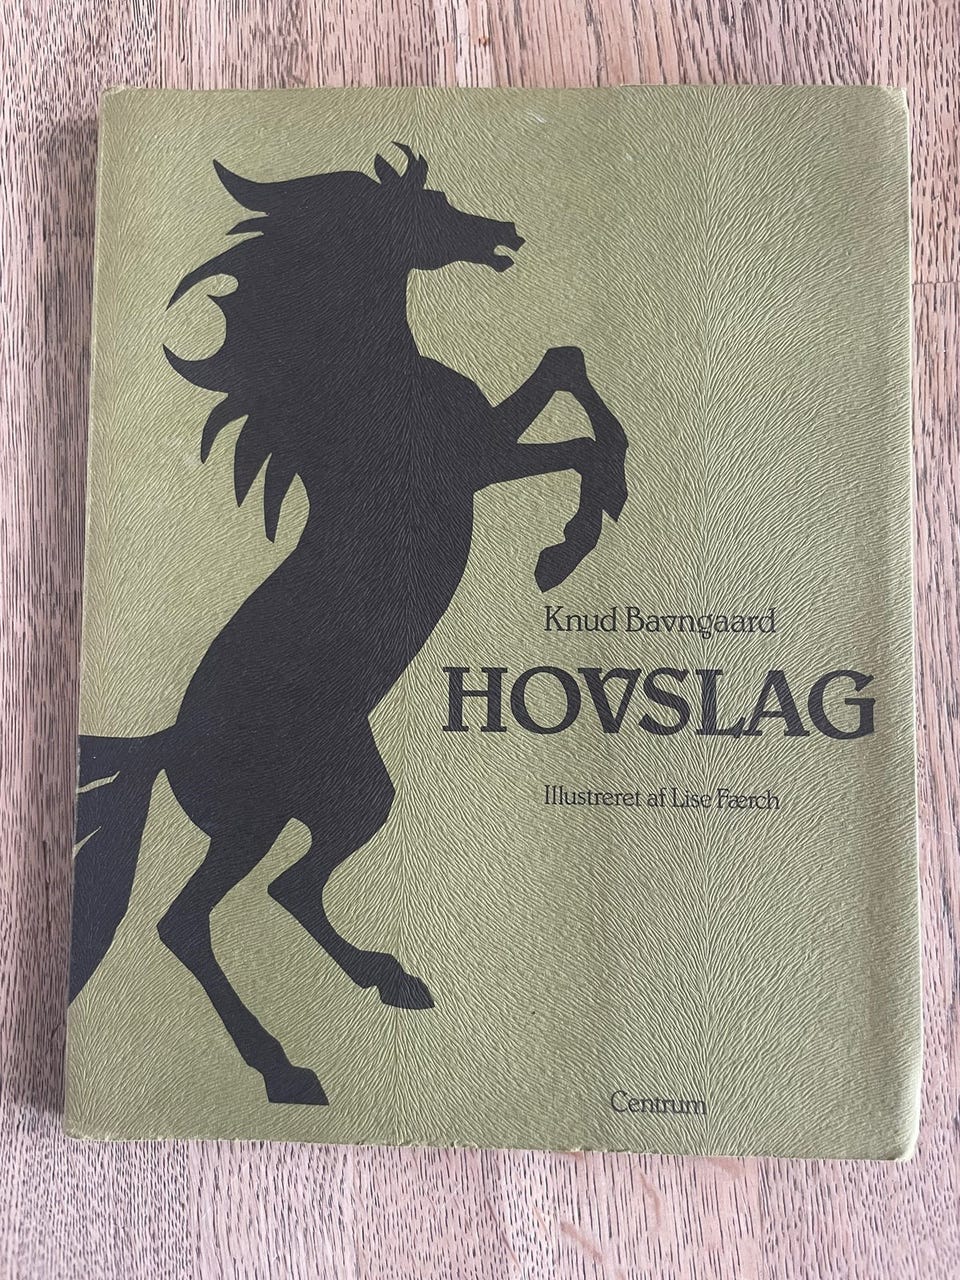 Knud Bavngaard
HOVSLAG
Illustreret af Lise Færch
Centrum